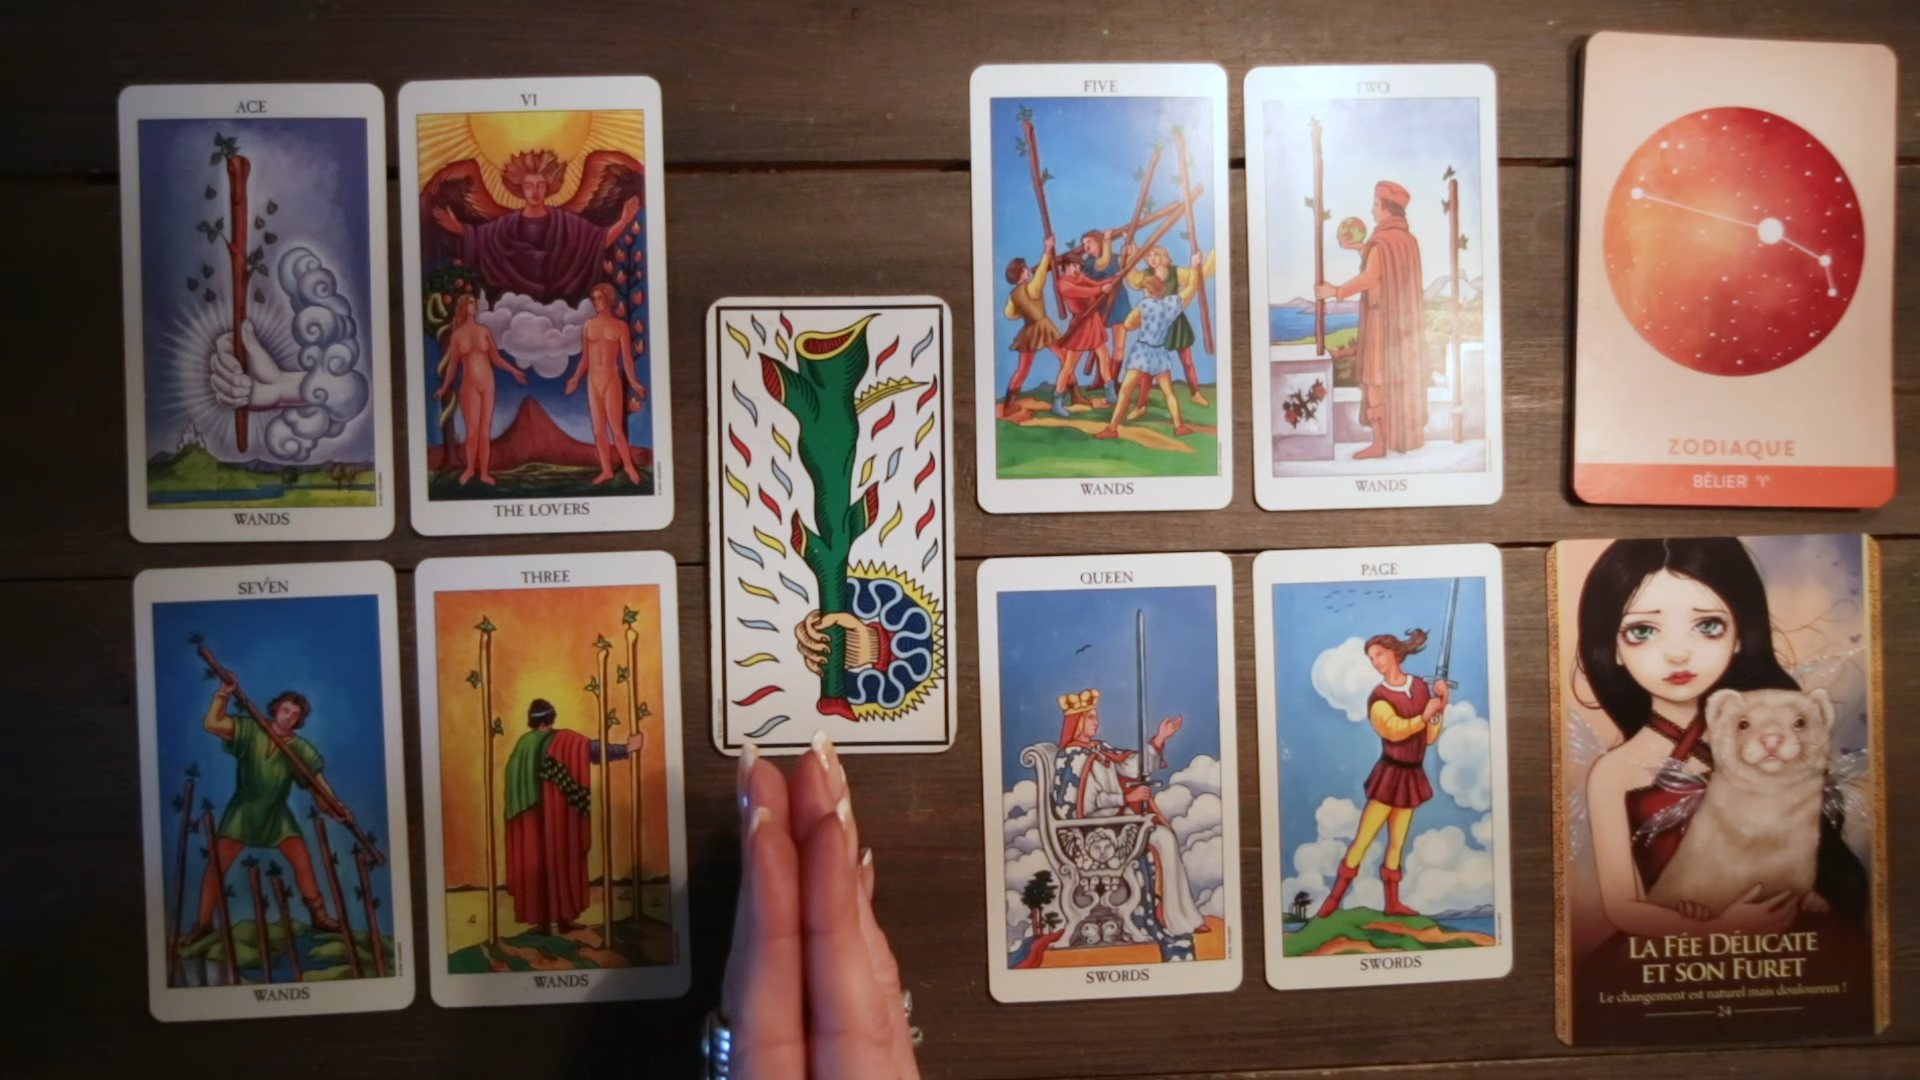 ACE
WANDS
VI
THE LOVERS
FIVE
WANDS
TWO
WANDS
ZODIAQUE
BÉLIER ♈
SEVEN
WANDS
THREE
WANDS
QUEEN
SWORDS
PAGE
SWORDS
LA FÉE DÉLICATE
ET SON FURET
Le changement est naturel mais douloureux !
24